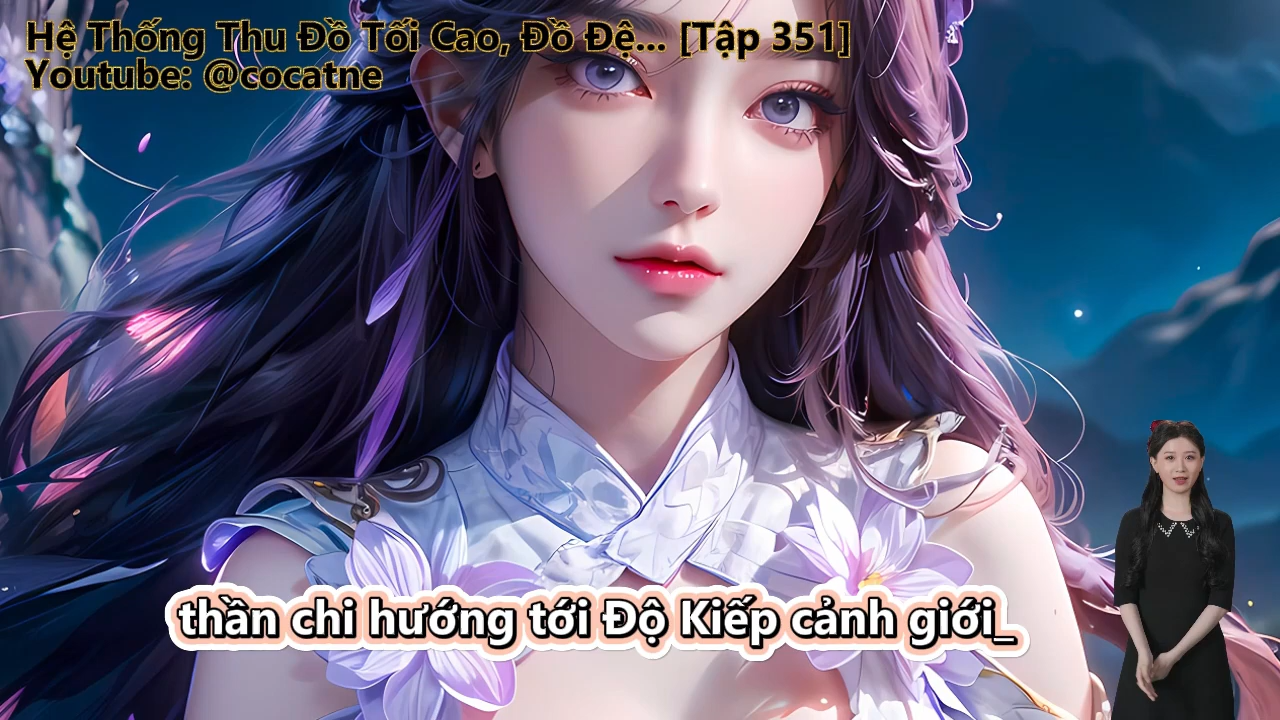 Hệ Thống Thu Đồ Tối Cao, Đồ Đệ... [Tập 351]
Youtube: @cocatne
thần chi hướng tới Độ Kiếp cảnh giới_